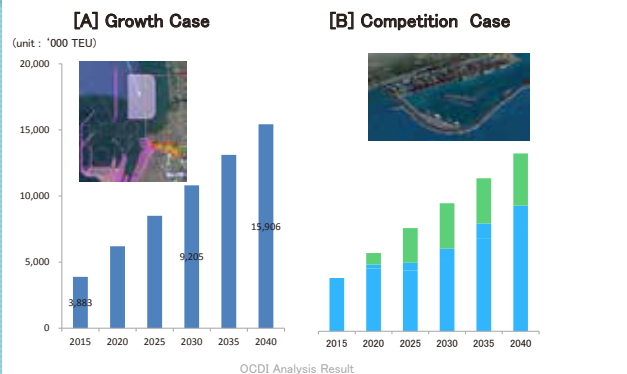 [A] Growth Case
[B] Competition Case
(unit : ‘000 TEU)
20,000
15,000
10,000
5,000
0
3,883
9,205
15,906
2015 2020 2025 2030 2035 2040
2015 2020 2025 2030 2035 2040
OCDI Analysis Result